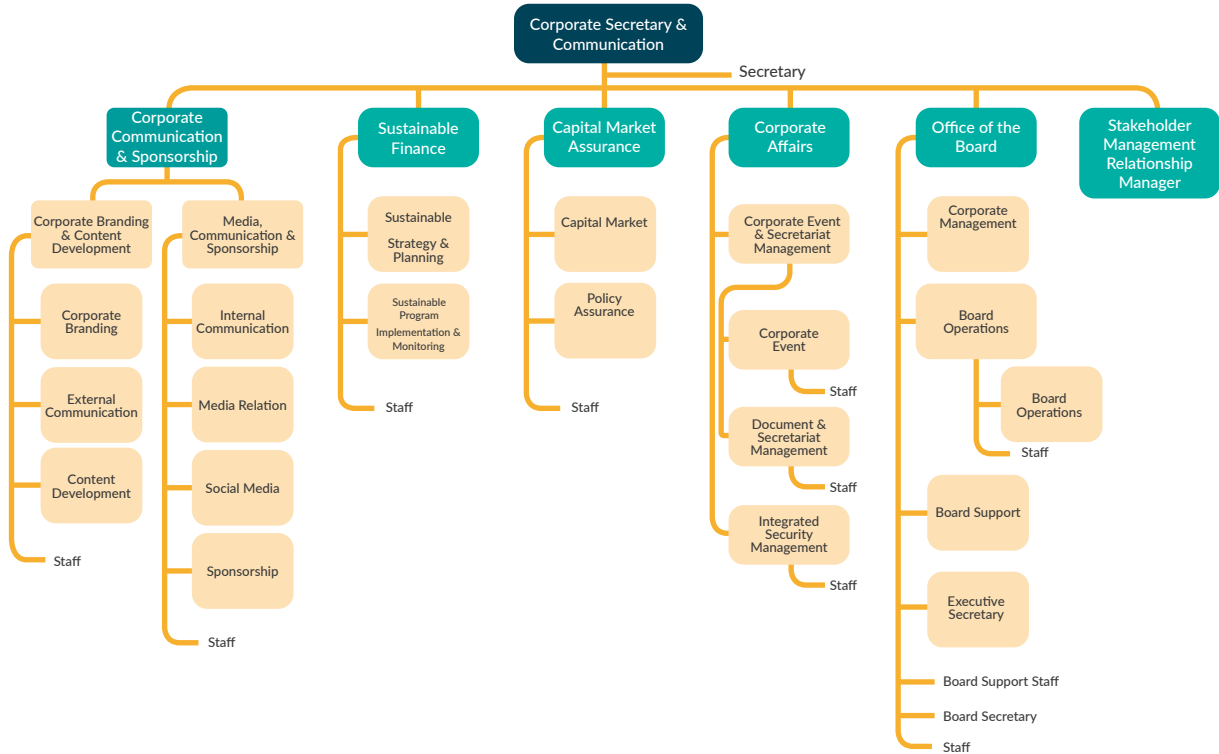 Corporate Secretary &
Communication
Secretary
Corporate
Communication
& Sponsorship
Sustainable
Finance
Capital Market
Assurance
Corporate
Affairs
Office of the
Board
Stakeholder
Management
Relationship
Manager
Corporate Branding
& Content
Development
Corporate
Branding
External
Communication
Content
Development
Staff
Media,
Communication &
Sponsorship
Internal
Communication
Media Relation
Social Media
Sponsorship
Staff
Sustainable
Strategy &
Planning
Sustainable
Program
Implementation &
Monitoring
Staff
Capital Market
Policy
Assurance
Staff
Corporate Event
& Secretariat
Management
Corporate
Event
Staff
Document &
Secretariat
Management
Staff
Integrated
Security
Management
Staff
Corporate
Management
Board
Operations
Board
Operations
Staff
Board Support
Executive
Secretary
Board Support Staff
Board Secretary
Staff